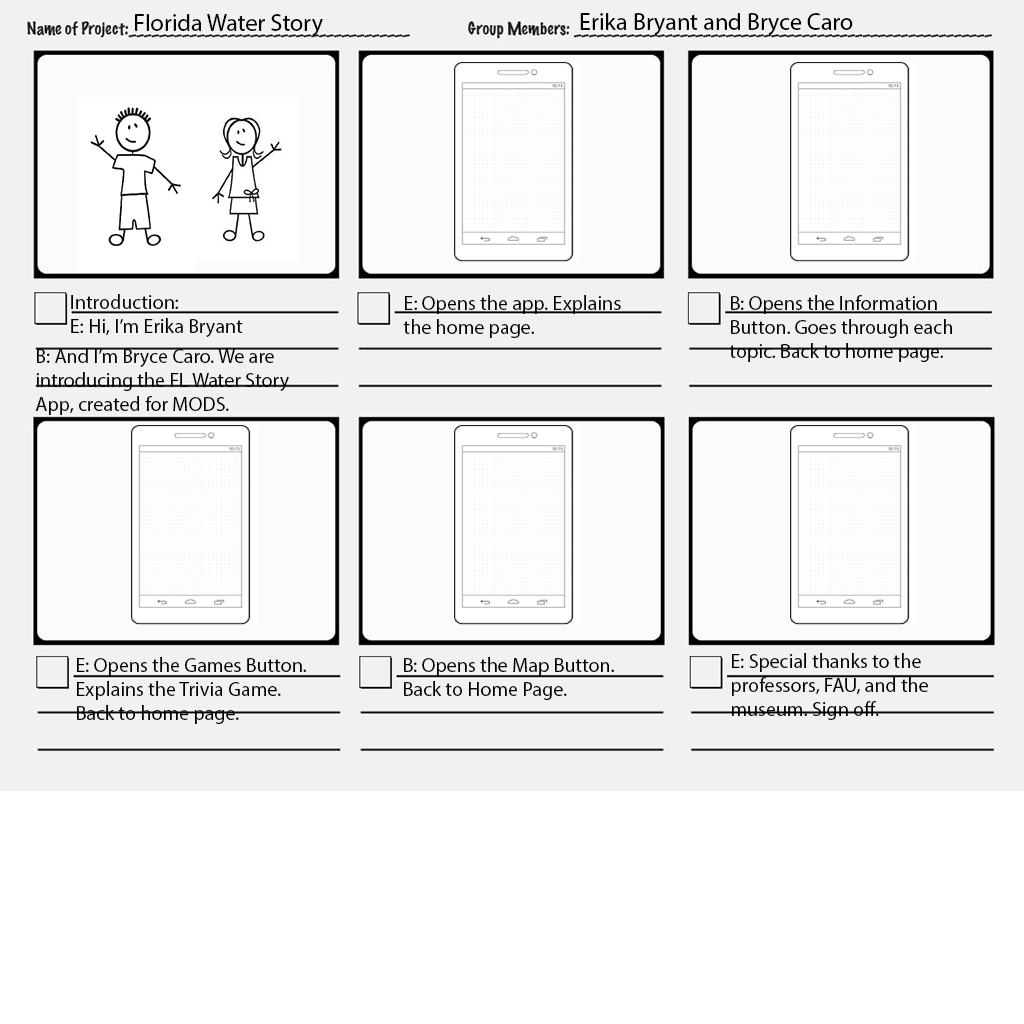 Name of Project: Florida Water Story
Group Members: Erika Bryant and Bryce Caro
Introduction:
E: Hi, I'm Erika Bryant
B: And I'm Bryce Caro. We are
introducing the FL Water Story
App, created for MODS.
E: Opens the app. Explains
the home page.
B: Opens the Information
Button. Goes through each
topic. Back to home page.
E: Opens the Games Button.
Explains the Trivia Game.
Back to home page.
B: Opens the Map Button.
Back to Home Page.
E: Special thanks to the
professors, FAU, and the
museum. Sign off.